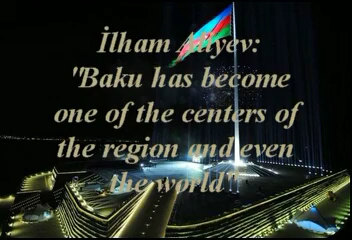 İlham Aliyev:
"Baku has become
one of the centers of
the region and even
the world".